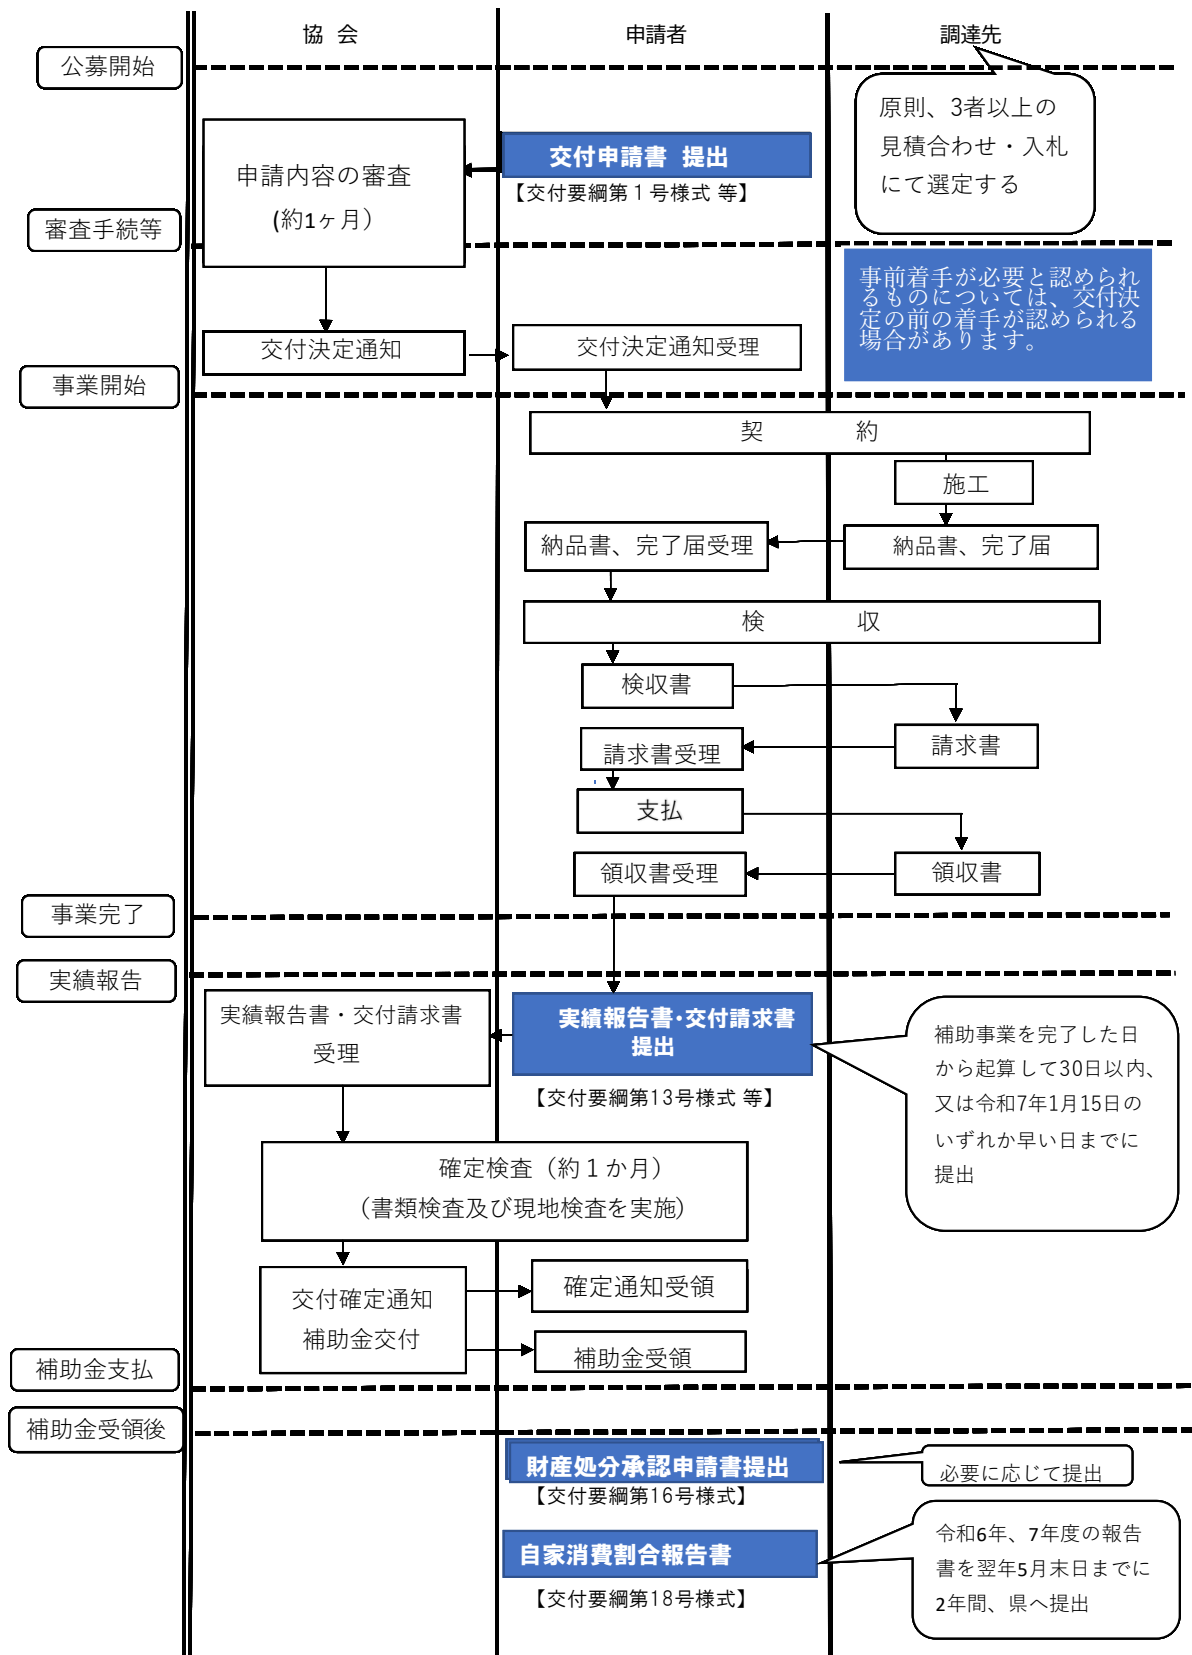 協 会
申請者
調達先
公募開始
原則、3者以上の
見積合わせ・入札
にて選定する
交付申請書 提出
【交付要綱第１号様式 等】
申請内容の審査
(約1ヶ月）
審査手続等
事前着手が必要と認められ
るものについては、交付決
定の前の着手が認められる
場合があります。
交付決定通知
交付決定通知受理
事業開始
契 約
施工
納品書、完了届受理
納品書、完了届
検 収
検収書
請求書受理
請求書
支払
領収書受理
領収書
事業完了
実績報告
実績報告書・交付請求書
受理
実績報告書・交付請求書
提出
【交付要綱第13号様式 等】
補助事業を完了した日
から起算して30日以内、
又は令和7年1月15日の
いずれか早い日までに
提出
確定検査（約１か月）
（書類検査及び現地検査を実施）
交付確定通知
補助金交付
確定通知受領
補助金受領
補助金支払
補助金受領後
財産処分承認申請書提出
【交付要綱第16号様式】
必要に応じて提出
自家消費割合報告書
【交付要綱第18号様式】
令和6年、7年度の報告
書を翌年5月末日までに
2年間、県へ提出